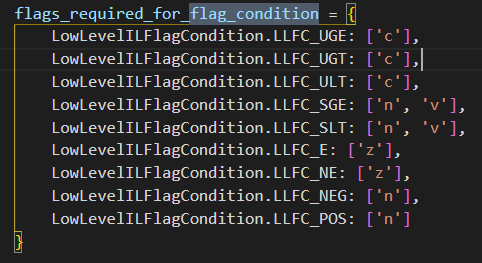 flags_required_for_flag_condition = {
    LowLevelILFlagCondition.LLFC_UGE: ['c'],
    LowLevelILFlagCondition.LLFC_UGT: ['c'],
    LowLevelILFlagCondition.LLFC_ULT: ['c'],
    LowLevelILFlagCondition.LLFC_SGE: ['n', 'v'],
    LowLevelILFlagCondition.LLFC_SLT: ['n', 'v'],
    LowLevelILFlagCondition.LLFC_E: ['z'],
    LowLevelILFlagCondition.LLFC_NE: ['z'],
    LowLevelILFlagCondition.LLFC_NEG: ['n'],
    LowLevelILFlagCondition.LLFC_POS: ['n']
}